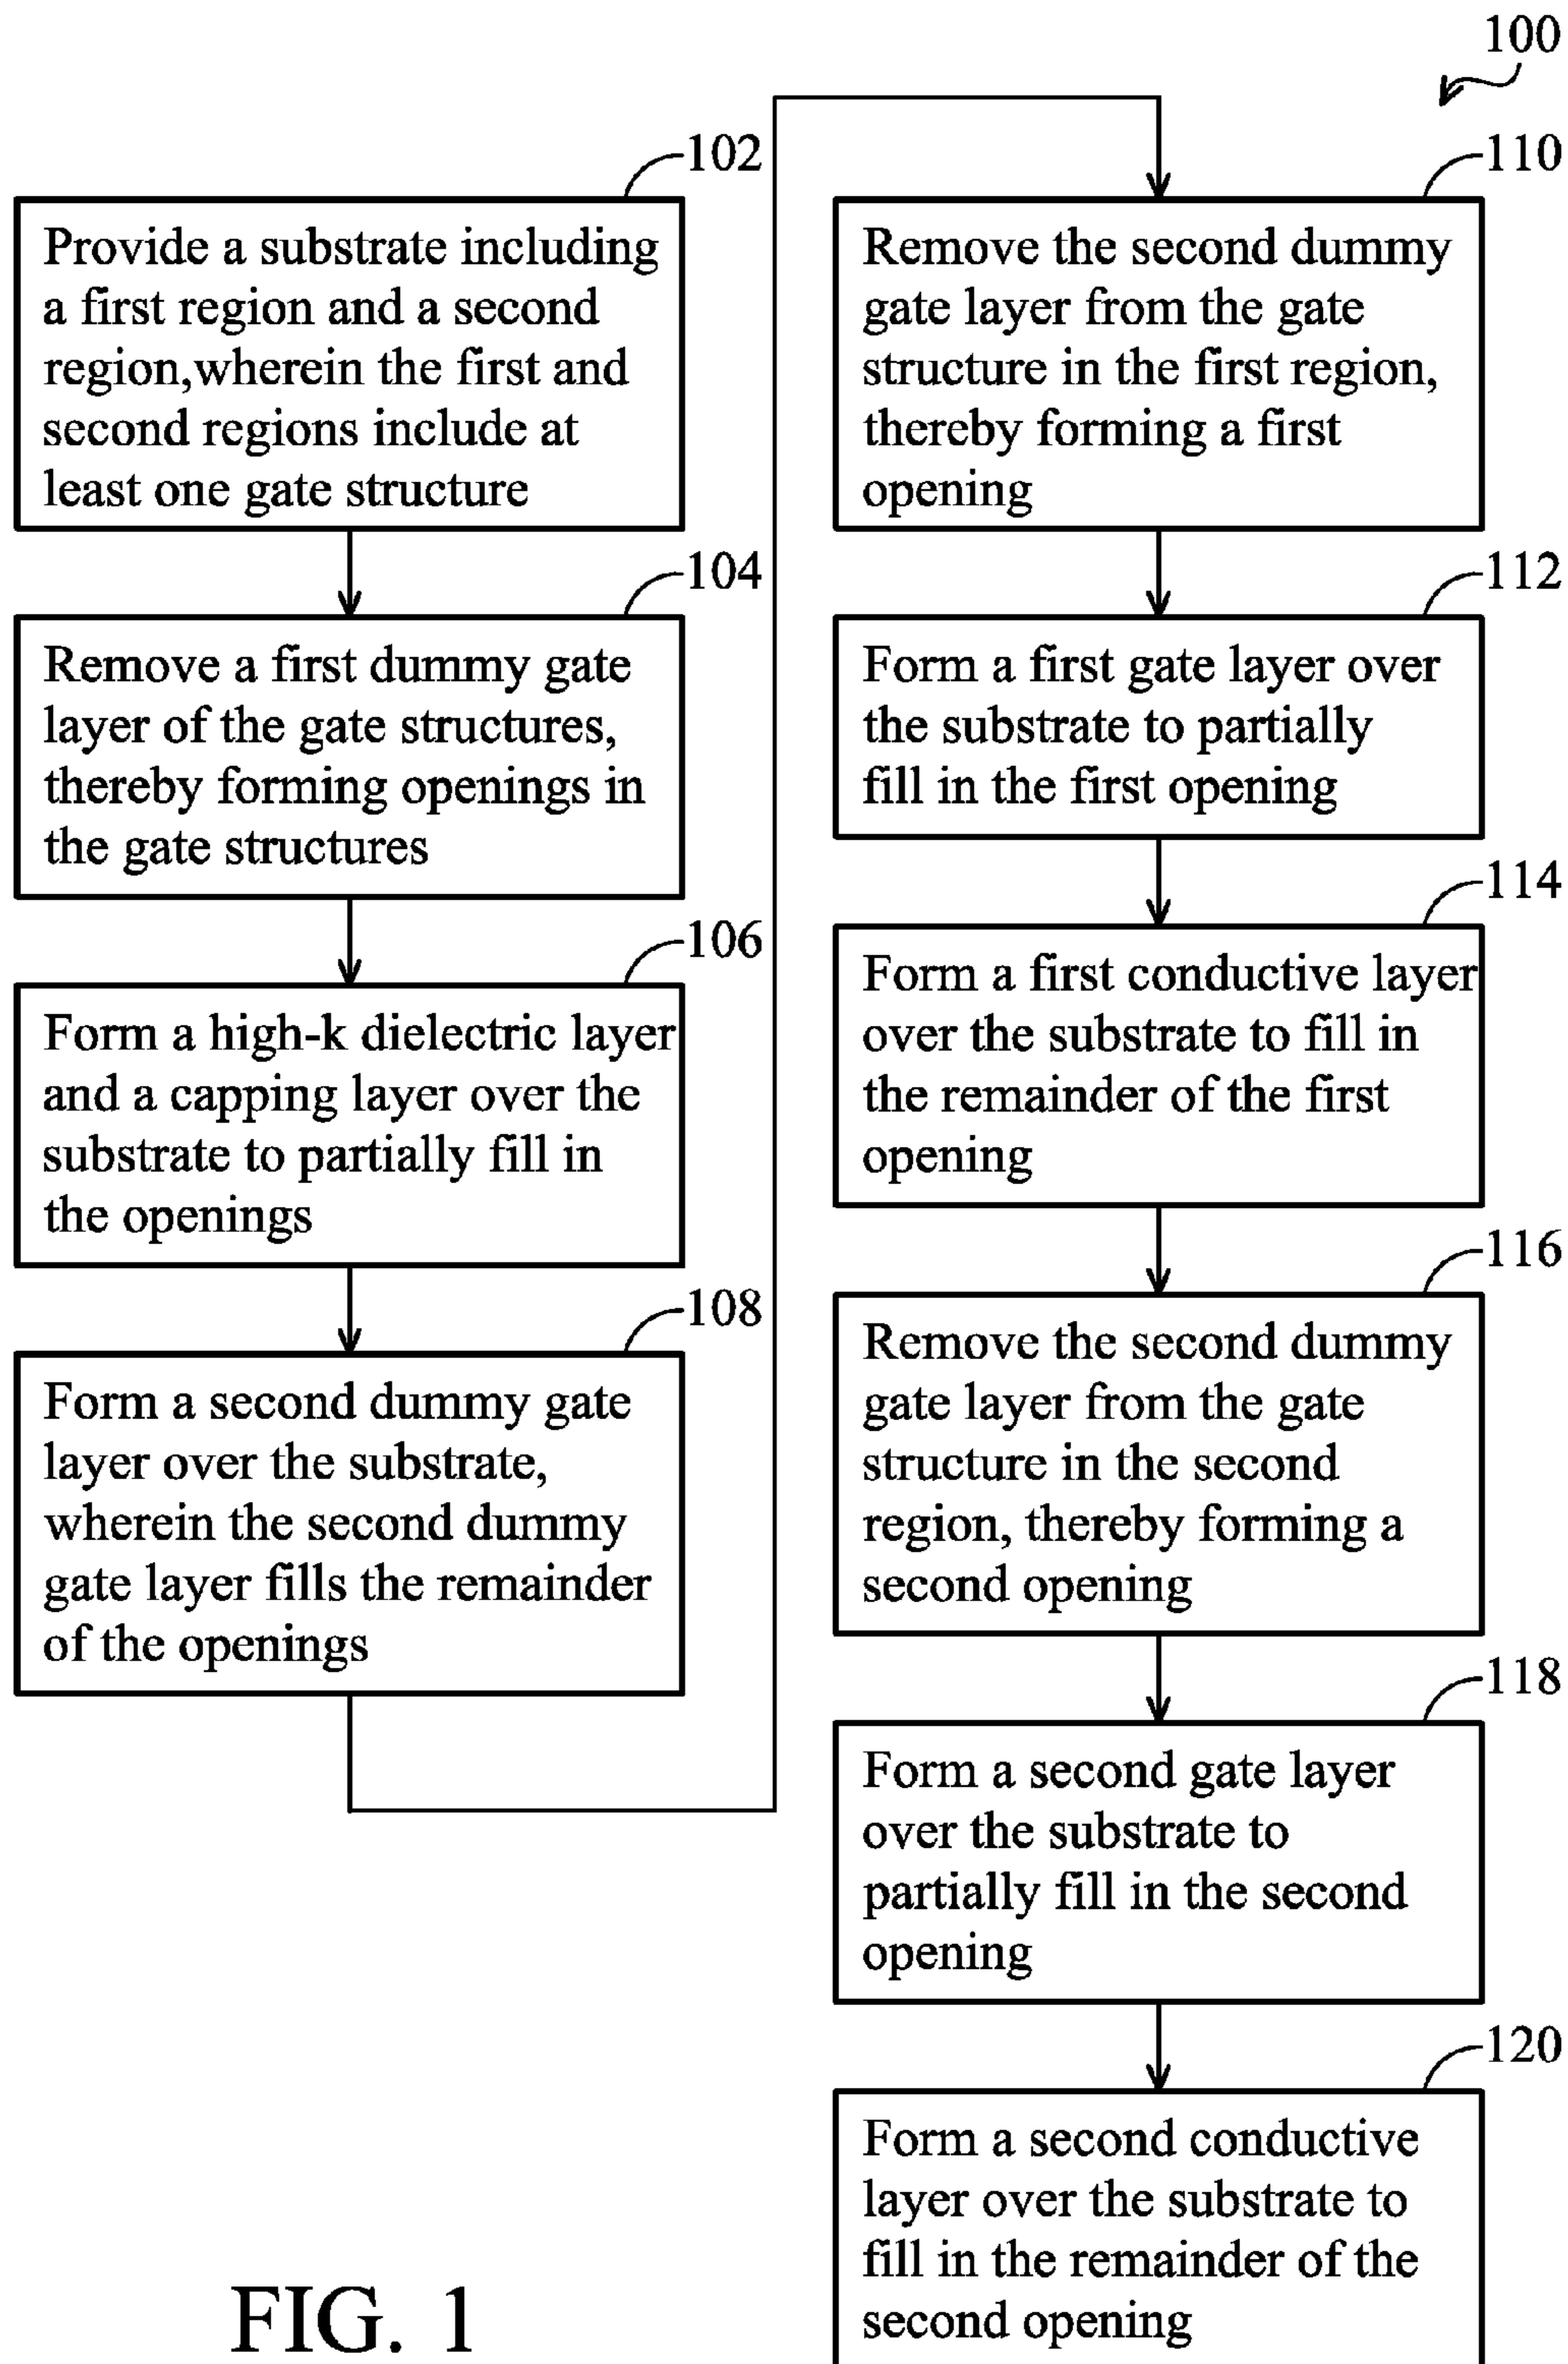 100
102
Provide a substrate including
a first region and a second
region,wherein the first and
second regions include at
least one gate structure
104
Remove a first dummy gate
layer of the gate structures,
thereby forming openings in
the gate structures
106
Form a high-k dielectric layer
and a capping layer over the
substrate to partially fill in
the openings
108
Form a second dummy gate
layer over the substrate,
wherein the second dummy
gate layer fills the remainder
of the openings
110
Remove the second dummy
gate layer from the gate
structure in the first region,
thereby forming a first
opening
112
Form a first gate layer over
the substrate to partially
fill in the first opening
114
Form a first conductive layer
over the substrate to fill in
the remainder of the first
opening
116
Remove the second dummy
gate layer from the gate
structure in the second
region, thereby forming a
second opening
118
Form a second gate layer
over the substrate to
partially fill in the second
opening
120
Form a second conductive
layer over the substrate to
fill in the remainder of the
second opening
FIG. 1